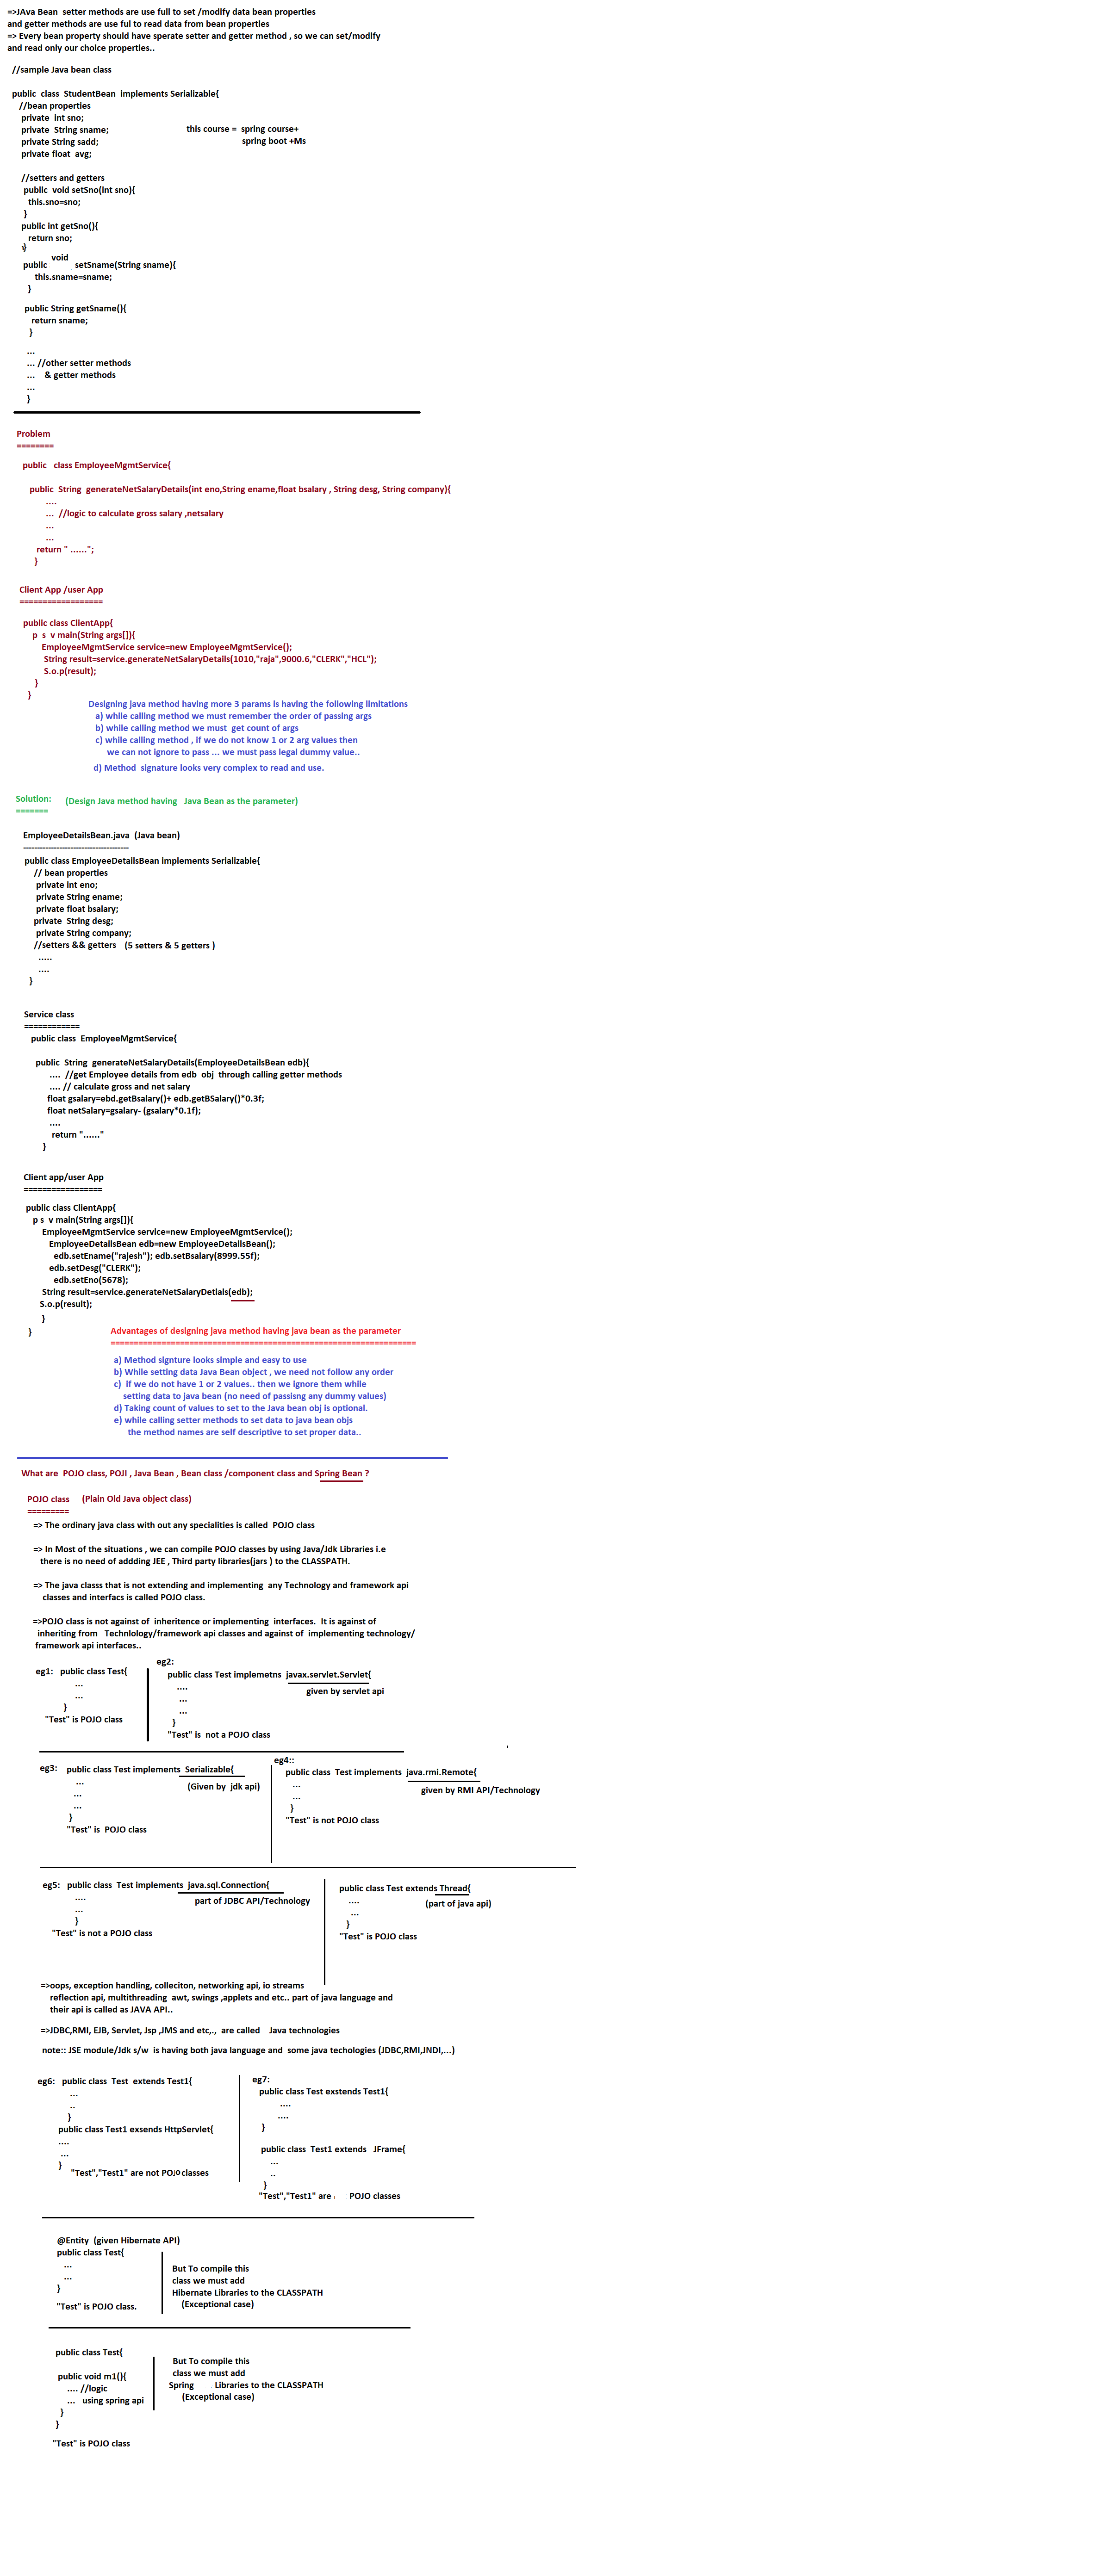 =>JAva Bean  setter methods are use full to set /modify data bean properties
and getter methods are use ful to read data from bean properties
=> Every bean property should have sperate setter and getter method , so we can set/modify
and read only our choice properties..
//sample Java bean class
public  class  StudentBean  implements Serializable{
//bean properties
private  int sno;
private  String sname;
this course =  spring course+
private String sadd;
spring boot +Ms
private float  avg;
//setters and getters
public  void setSno(int sno){
this.sno=sno;
}
public int getSno(){
return sno;
}
public void setSname(String sname){
this.sname=sname;
}
public String getSname(){
return sname;
}
...
... //other setter methods
...    & getter methods
...
}
Problem
========
public   class EmployeeMgmtService{
public  String  generateNetSalaryDetails(int eno,String ename,float bsalary , String desg, String company){
....
...  //logic to calculate gross salary ,netsalary
...
...
return " ......";
}
Client App /user App
==================
public class ClientApp{
p  s  v main(String args[]){
EmployeeMgmtService service=new EmployeeMgmtService();
String result=service.generateNetSalaryDetails(1010,"raja",9000.6,"CLERK","HCL");
S.o.p(result);
}
}
Designing java method having more 3 params is having the following limitations
a) while calling method we must remember the order of passing args
b) while calling method we must  get count of args
c) while calling method , if we do not know 1 or 2 arg values then
we can not ignore to pass ... we must pass legal dummy value..
d) Method  signature looks very complex to read and use.
Solution:     (Design Java method having   Java Bean as the parameter)
=======
EmployeeDetailsBean.java  (Java bean)
--------------------------------------
public class EmployeeDetailsBean implements Serializable{
// bean properties
private int eno;
private String ename;
private float bsalary;
private  String desg;
private String company;
//setters && getters   (5 setters & 5 getters )
.....
....
}
Service class
============
public class  EmployeeMgmtService{
public  String  generateNetSalaryDetails(EmployeeDetailsBean edb){
....  //get Employee details from edb  obj  through calling getter methods
.... // calculate gross and net salary
float gsalary=ebd.getBsalary()+ edb.getBSalary()*0.3f;
float netSalary=gsalary- (gsalary*0.1f);
....
return "......"
}
Client app/user App
=================
public class ClientApp{
p s  v main(String args[]){
EmployeeMgmtService service=new EmployeeMgmtService();
EmployeeDetailsBean edb=new EmployeeDetailsBean();
edb.setEname("rajesh"); edb.setBsalary(8999.55f);
edb.setDesg("CLERK");
edb.setEno(5678);
String result=service.generateNetSalaryDetials(edb);
S.o.p(result);
}
}
Advantages of designing java method having java bean as the parameter
==================================================================
a) Method signture looks simple and easy to use
b) While setting data Java Bean object , we need not follow any order
c)  if we do not have 1 or 2 values.. then we ignore them while
setting data to java bean (no need of passisng any dummy values)
d) Taking count of values to set to the Java bean obj is optional.
e) while calling setter methods to set data to java bean objs
the method names are self descriptive to set proper data..
What are  POJO class, POJI , Java Bean , Bean class /component class and Spring Bean ?
POJO class     (Plain Old Java object class)
=========
=> The ordinary java class with out any specialities is called  POJO class
=> In Most of the situations , we can compile POJO classes by using Java/Jdk Libraries i.e
there is no need of addding JEE , Third party libraries(jars ) to the CLASSPATH.
=> The java classs that is not extending and implementing  any Technology and framework api
classes and interfacs is called POJO class.
=>POJO class is not against of  inheritence or implementing  interfaces.  It is against of
inheriting from   Technlology/framework api classes and against of  implementing technology/
framework api interfaces..
eg1:   public class Test{
...
...
}
"Test" is POJO class
eg2:
public class Test implemetns  javax.servlet.Servlet{
....
given by servlet api
...
...
}
"Test" is  not a POJO class
eg3:    public class Test implements  Serializable{
...
(Given by  jdk api)
...
...
}
"Test" is  POJO class
eg4::
public class  Test implements  java.rmi.Remote{
...
given by RMI API/Technology
...
}
"Test" is not POJO class
eg5:   public class  Test implements  java.sql.Connection{
....
part of JDBC API/Technology
...
}
"Test" is not a POJO class
public class Test extends Thread{
....
(part of java api)
...
}
"Test" is POJO class
=>oops, exception handling, colleciton, networking api, io streams
reflection api, multithreading  awt, swings ,applets and etc.. part of java language and
their api is called as JAVA API..
=>JDBC,RMI, EJB, Servlet, Jsp ,JMS and etc,.,  are called    Java technologies
note:: JSE module/Jdk s/w  is having both java language and  some java techologies (JDBC,RMI,JNDI,...)
eg6:   public class  Test  extends Test1{
...
..
}
public class Test1 exsends HttpServlet{
....
...
}
"Test","Test1" are not POJO classes
eg7:
public class Test exstends Test1{
....
....
}
public class  Test1 extends   JFrame{
...
..
}
"Test","Test1" are POJO classes
@Entity  (given Hibernate API)
public class Test{
...
...
}
"Test" is POJO class.
But To compile this
class we must add
Hibernate Libraries to the CLASSPATH
(Exceptional case)
public class Test{
public void m1(){
.... //logic
...   using spring api
}
}
"Test" is POJO class
But To compile this
class we must add
Spring Libraries to the CLASSPATH
(Exceptional case)